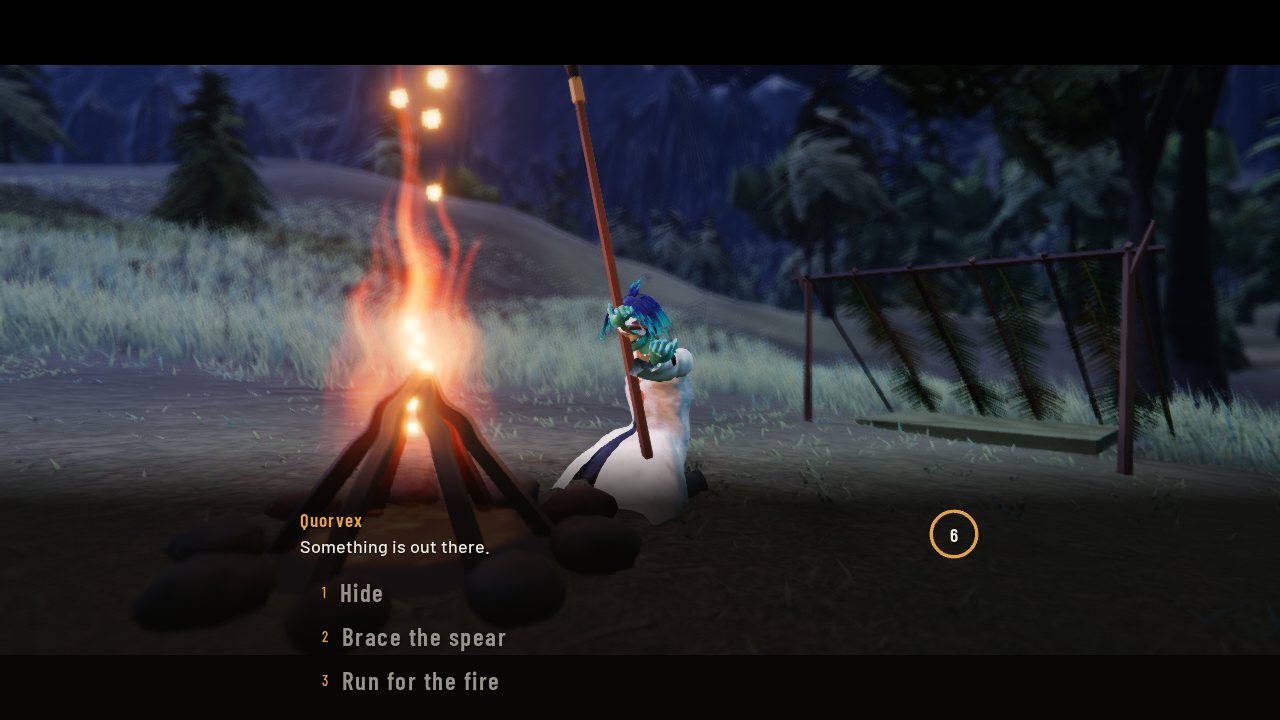 Quorvex
Something is out there.
6
1 Hide
2 Brace the spear
3 Run for the fire